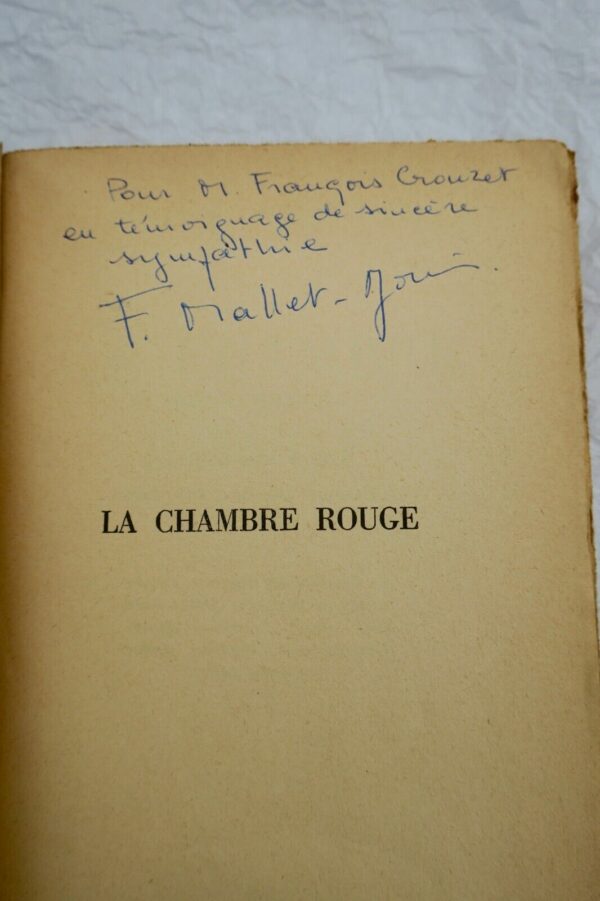 Pour M. François Crouzet
en témoignage de sincère
sympathie
F. Mallet-Joris.
LA CHAMBRE ROUGE